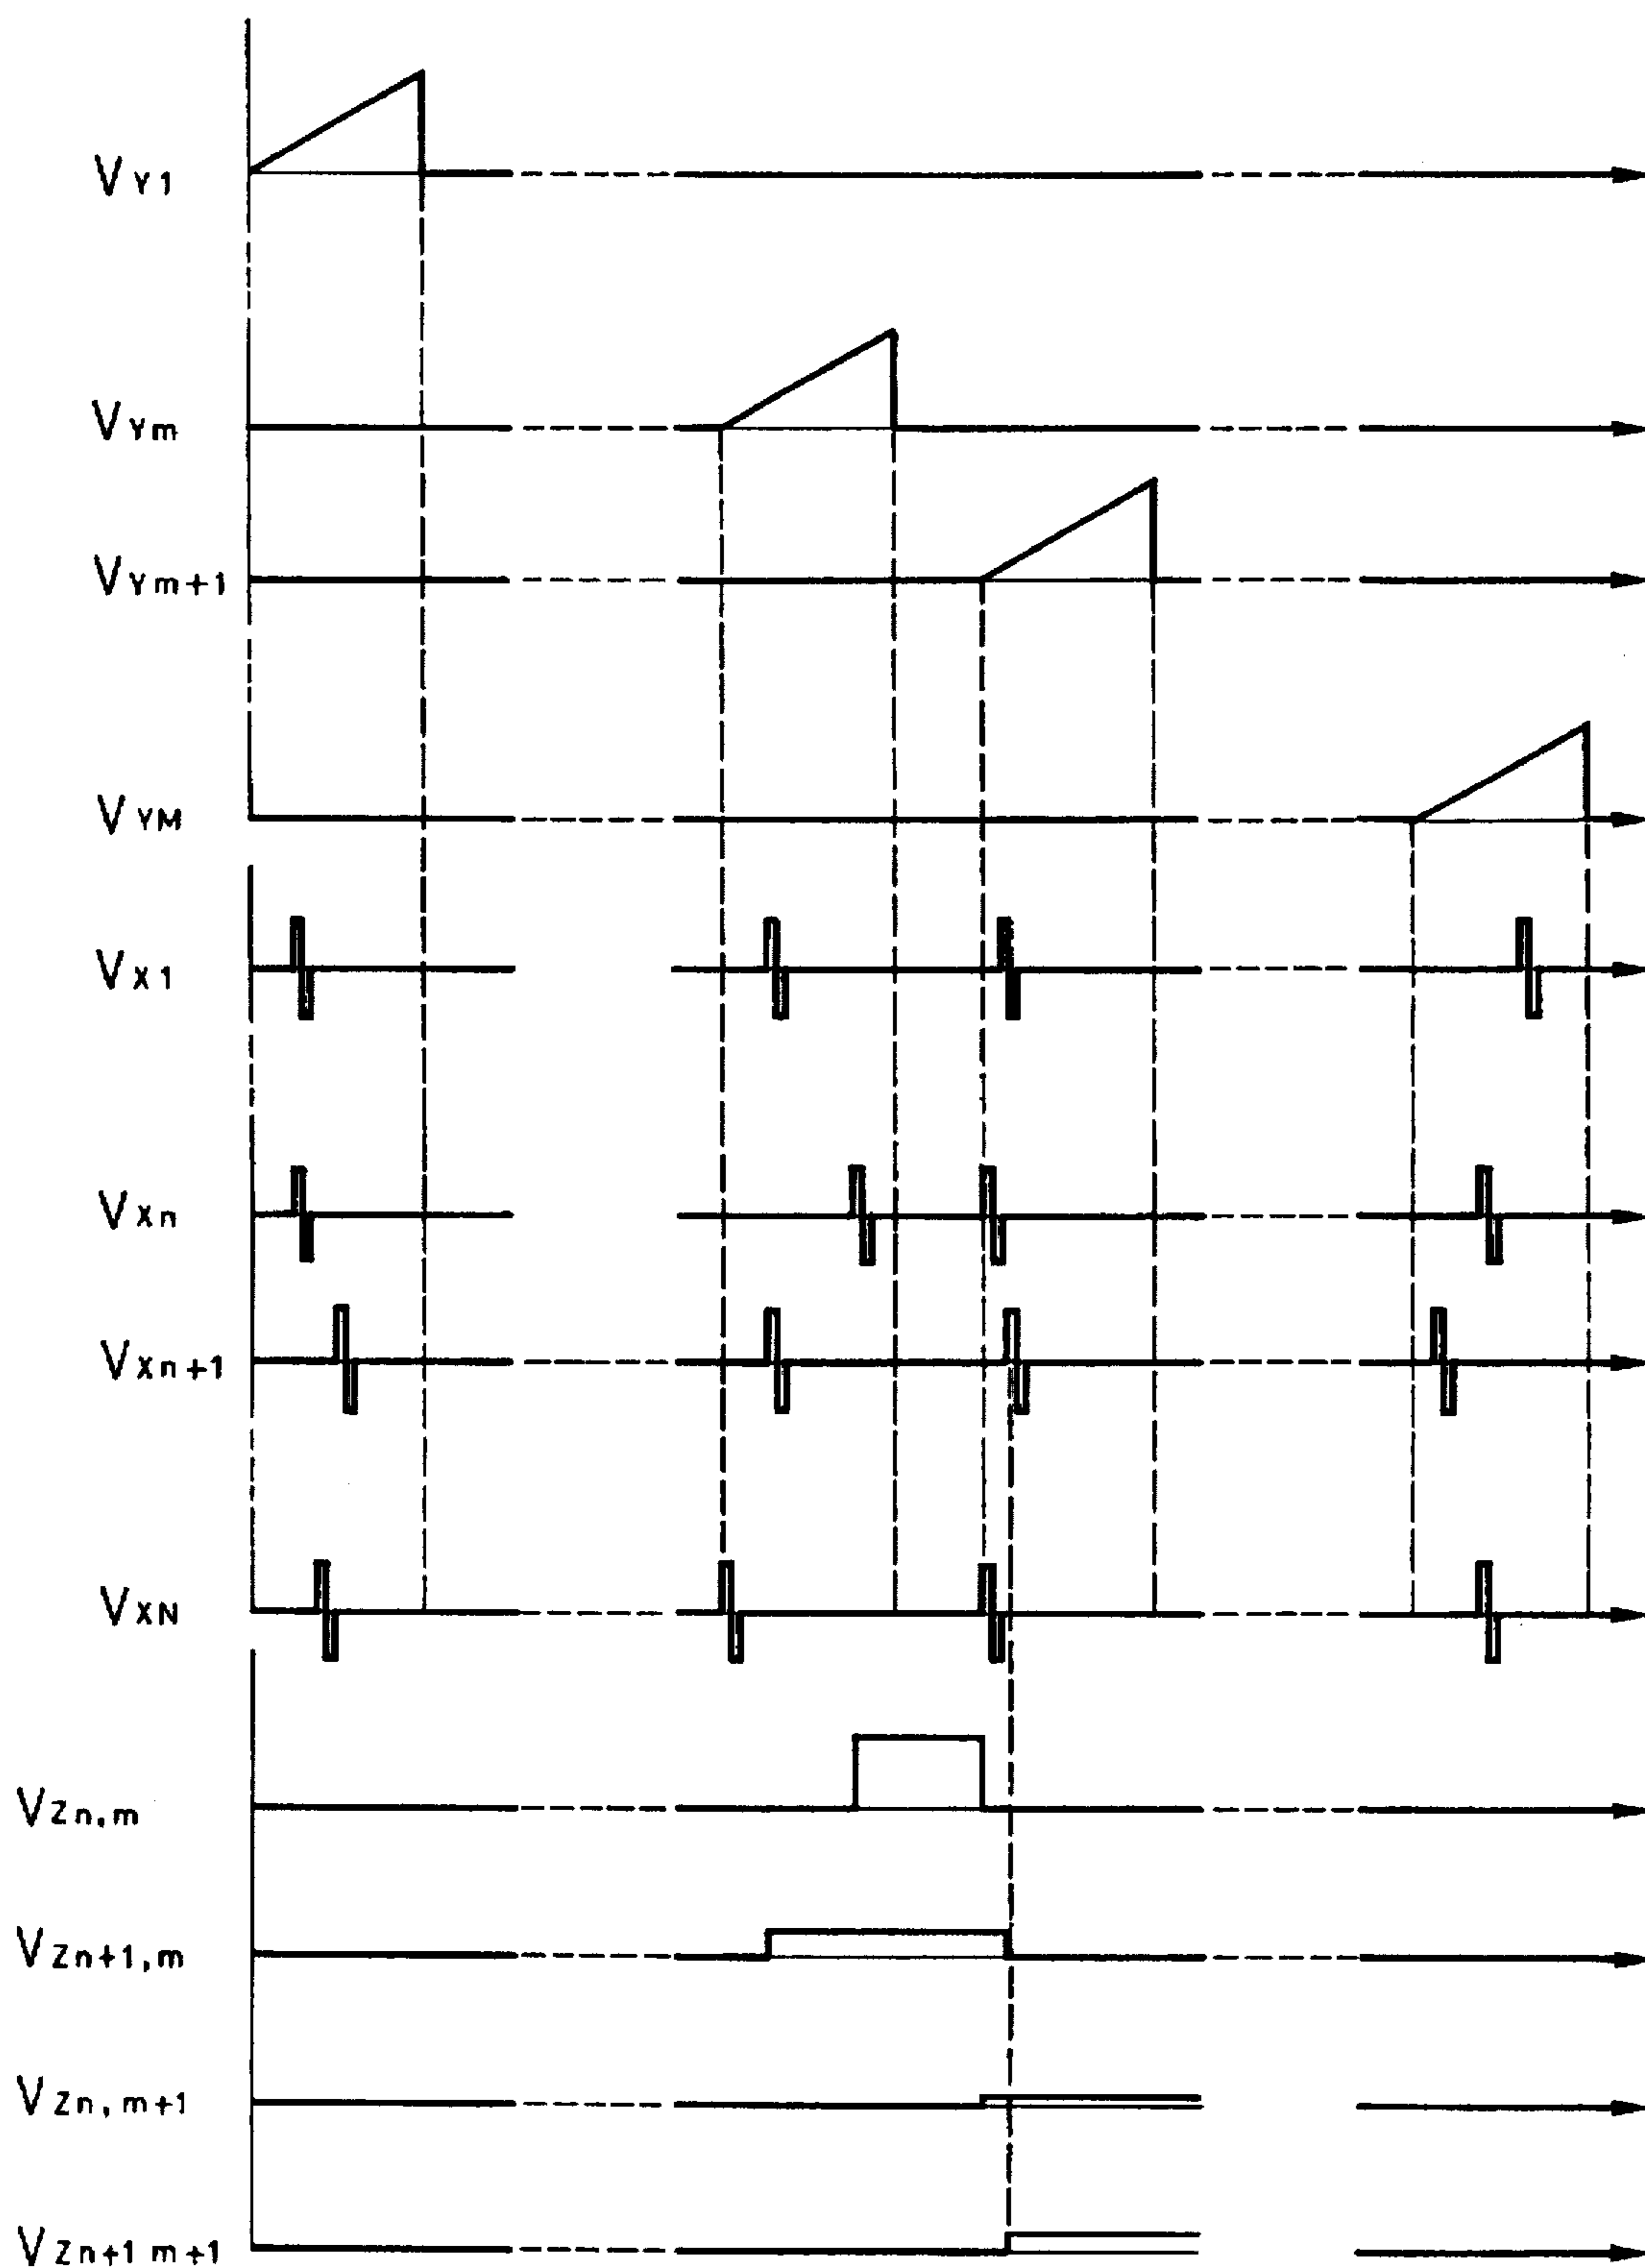 VY1
VYm
VYm+1
VYM
VX1
VXn
VXn+1
VXN
VZn,m
VZn+1,m
VZn, m+1
VZn+1 m+1